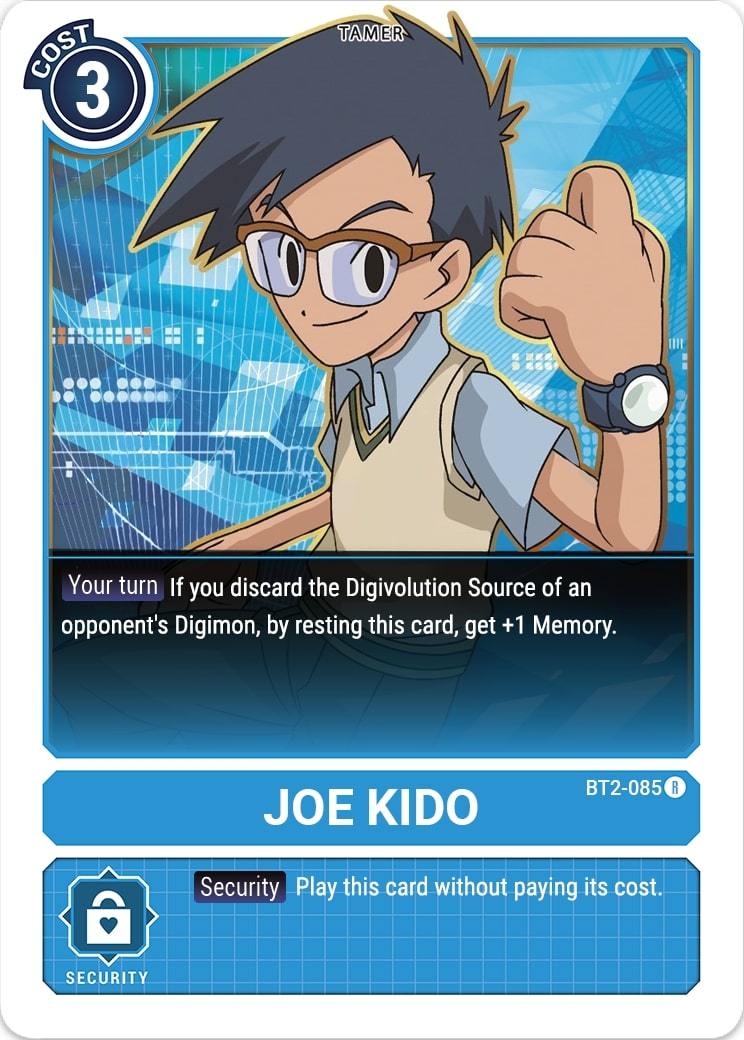 COST
3
TAMER
Your turn If you discard the Digivolution Source of an
opponent's Digimon, by resting this card, get +1 Memory.
JOE KIDO
BT2-085 R
Security Play this card without paying its cost.
SECURITY